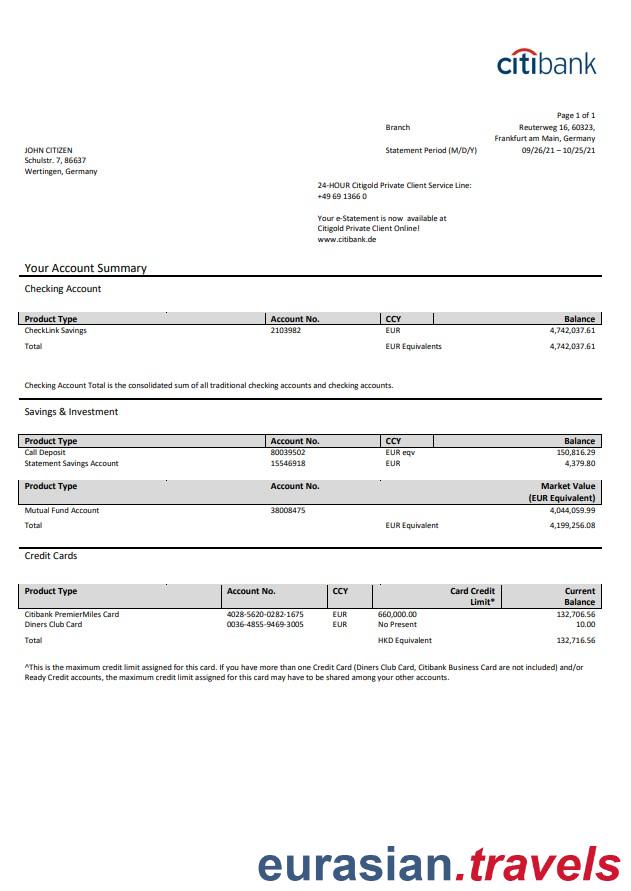 citibank
Page 1 of 1
Branch Reuterweg 16, 60323,
Frankfurt am Main, Germany
JOHN CITIZEN Statement Period (M/D/Y) 09/26/21 – 10/25/21
Schulstr. 7, 86637
Wertingen, Germany
24-HOUR Citigold Private Client Service Line:
+49 69 1366 0
Your e-Statement is now available at
Citigold Private Client Online!
www.citibank.de
Your Account Summary
Checking Account
Product Type Account No. CCY Balance
CheckLink Savings 2103982 EUR 4,742,037.61
Total EUR Equivalents 4,742,037.61
Checking Account Total is the consolidated sum of all traditional checking accounts and checking accounts.
Savings & Investment
Product Type Account No. CCY Balance
Call Deposit 80039502 EUR eqv 150,816.29
Statement Savings Account 15546918 EUR 4,379.80
Product Type Account No. Market Value
(EUR Equivalent)
Mutual Fund Account 38008475 4,044,059.99
Total EUR Equivalent 4,199,256.08
Credit Cards
Product Type Account No. CCY Card Credit Current
Limit* Balance
Citibank PremierMiles Card 4028-5620-0282-1675 EUR 660,000.00 132,706.56
Diners Club Card 0036-4855-9469-3005 EUR No Present 10.00
Total HKD Equivalent 132,716.56
^This is the maximum credit limit assigned for this card. If you have more than one Credit Card (Diners Club Card, Citibank Business Card are not included) and/or
Ready Credit accounts, the maximum credit limit assigned for this card may have to be shared among your other accounts.
eurasian.travels